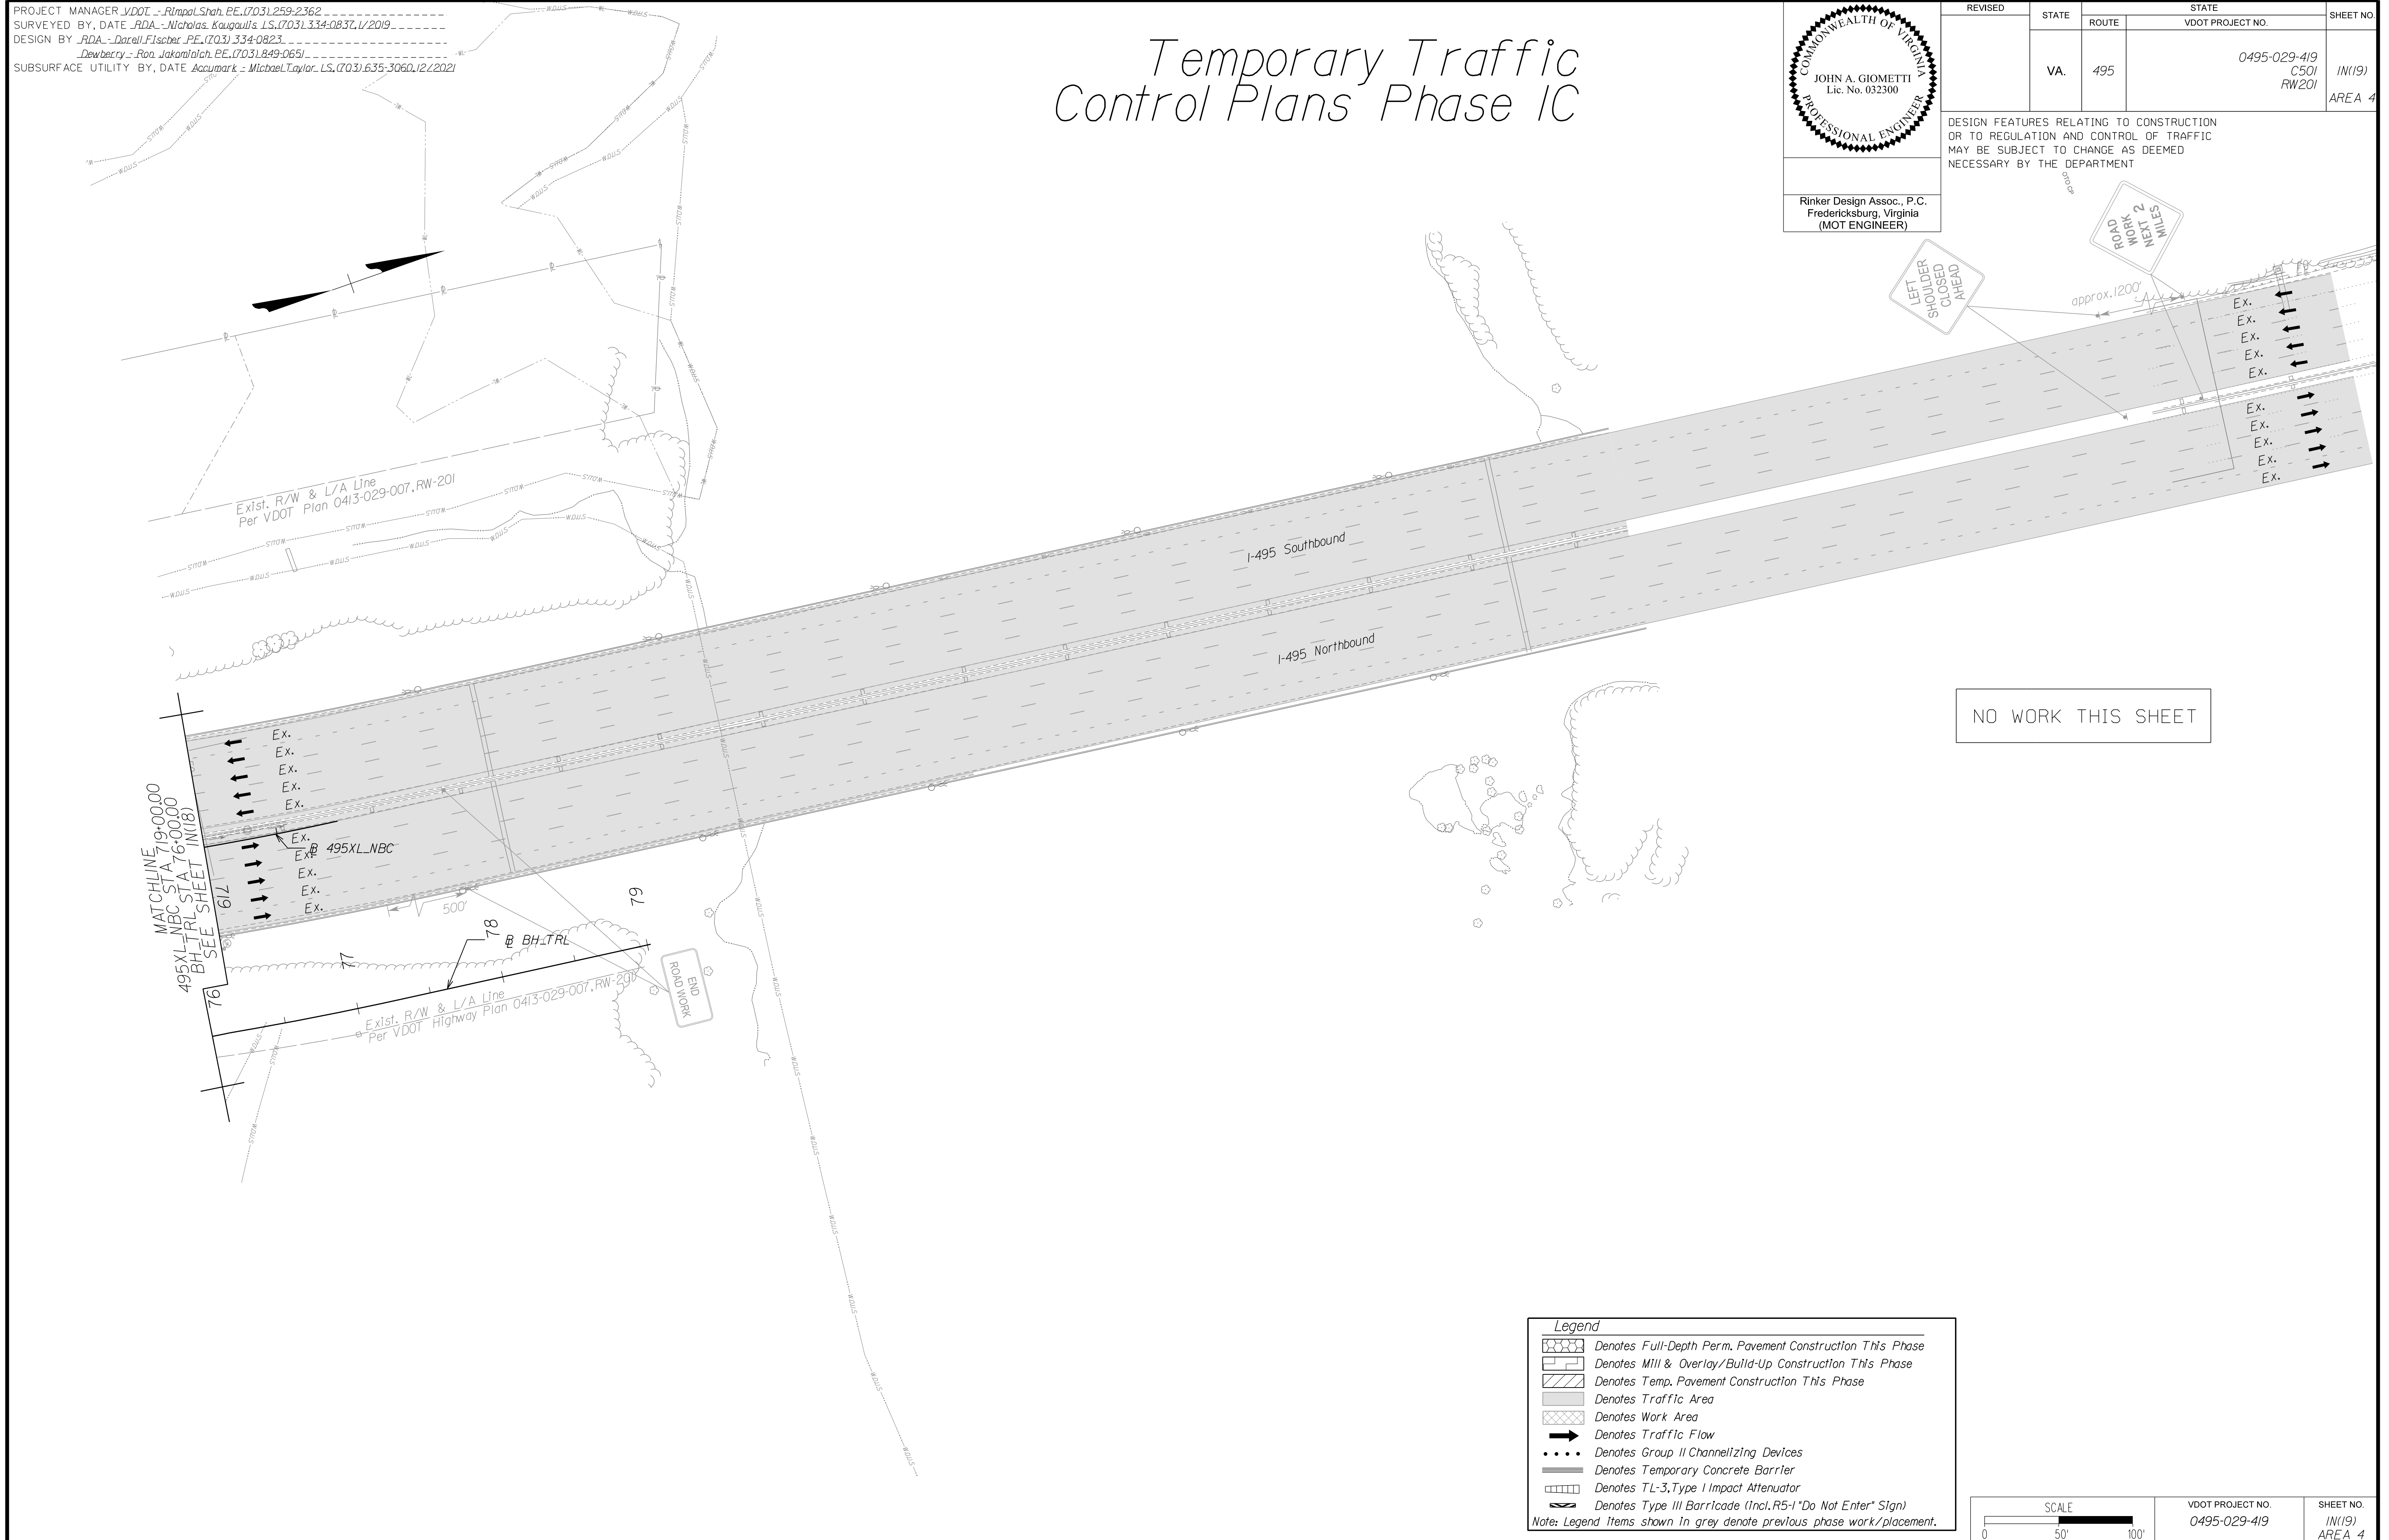 PROJECT MANAGER VDOT - Rimpal Shah, P.E. (703) 259-2362
SURVEYED BY, DATE RDA - Nicholas Kougoulis L.S. (703) 334-0837, 1/2019
DESIGN BY RDA - Darell Fischer P.E. (703) 334-0823
Dewberry - Ron Jakominich P.E. (703) 849-0651
SUBSURFACE UTILITY BY, DATE Accumark - Michael Taylor L.S. (703) 635-3060, 12/2021
Temporary Traffic
Control Plans Phase 1C
COMMONWEALTH OF VIRGINIA
JOHN A. GIOMETTI
Lic. No. 032300
PROFESSIONAL ENGINEER
Rinker Design Assoc., P.C.
Fredericksburg, Virginia
(MOT ENGINEER)
REVISED
STATE
STATE
ROUTE
VDOT PROJECT NO.
SHEET NO.
VA.
495
0495-029-419
C501
RW201
1N(19)
AREA 4
DESIGN FEATURES RELATING TO CONSTRUCTION
OR TO REGULATION AND CONTROL OF TRAFFIC
MAY BE SUBJECT TO CHANGE AS DEEMED
NECESSARY BY THE DEPARTMENT
ROAD
WORK
NEXT 2
MILES
LEFT
SHOULDER
CLOSED
AHEAD
approx. 1200'
Ex.
Ex.
Ex.
Ex.
Ex.
Ex.
Ex.
Ex.
Ex.
Ex.
Exist. R/W & L/A Line
Per VDOT Plan 0413-029-007, RW-201
I-495 Southbound
I-495 Northbound
NO WORK THIS SHEET
Ex.
Ex.
Ex.
Ex.
Ex.
Ex.
Ex.
Ex.
Ex.
Ex.
495XL_NBC
MATCHLINE
495XL_NBC STA 719+00.00
BH_TRL STA 76+00.00
SEE SHEET 1N(18)
719
76
77
78
79
500'
BH_TRL
END
ROAD WORK
Exist. R/W & L/A Line
Per VDOT Highway Plan 0413-029-007, RW-201
Legend
Denotes Full-Depth Perm. Pavement Construction This Phase
Denotes Mill & Overlay/Build-Up Construction This Phase
Denotes Temp. Pavement Construction This Phase
Denotes Traffic Area
Denotes Work Area
Denotes Traffic Flow
Denotes Group II Channelizing Devices
Denotes Temporary Concrete Barrier
Denotes TL-3, Type I Impact Attenuator
Denotes Type III Barricade (Incl. R5-1 "Do Not Enter" Sign)
Note: Legend items shown in grey denote previous phase work/placement.
SCALE
0 50' 100'
VDOT PROJECT NO.
0495-029-419
SHEET NO.
1N(19)
AREA 4